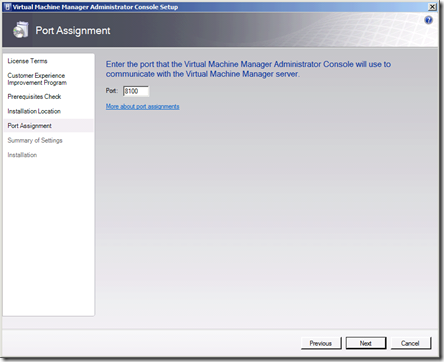 Virtual Machine Manager Administrator Console Setup
Port Assignment
License Terms
Customer Experience
Improvement Program
Prerequisites Check
Installation Location
Port Assignment
Summary of Settings
Installation
Enter the port that the Virtual Machine Manager Administrator Console will use to
communicate with the Virtual Machine Manager server.
Port: 8100
More about port assignments
Previous Next Cancel